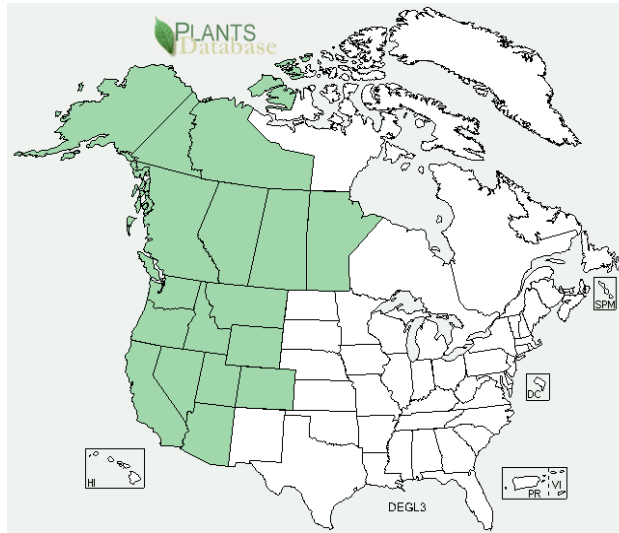 PLANTS
Database
SPM
DC
HI
PR
VI
DEGL3